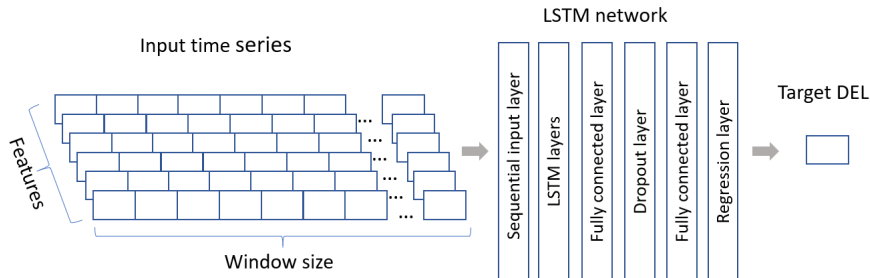 LSTM network
Input time series
Target DEL
Features
...
...
...
...
...
Window size
Sequential input layer
LSTM layers
Fully connected layer
Dropout layer
Fully connected layer
Regression layer